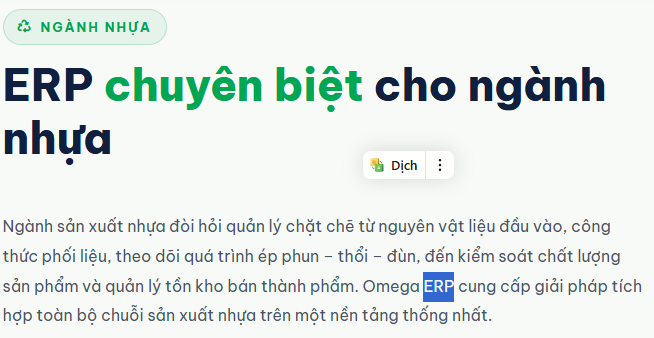 NGÀNH NHỰA
ERP chuyên biệt cho ngành
nhựa
Dịch
Ngành sản xuất nhựa đòi hỏi quản lý chặt chẽ từ nguyên vật liệu đầu vào, công
thức phối liệu, theo dõi quá trình ép phun – thổi – đùn, đến kiểm soát chất lượng
sản phẩm và quản lý tồn kho bán thành phẩm. Omega ERP cung cấp giải pháp tích
hợp toàn bộ chuỗi sản xuất nhựa trên một nền tảng thống nhất.